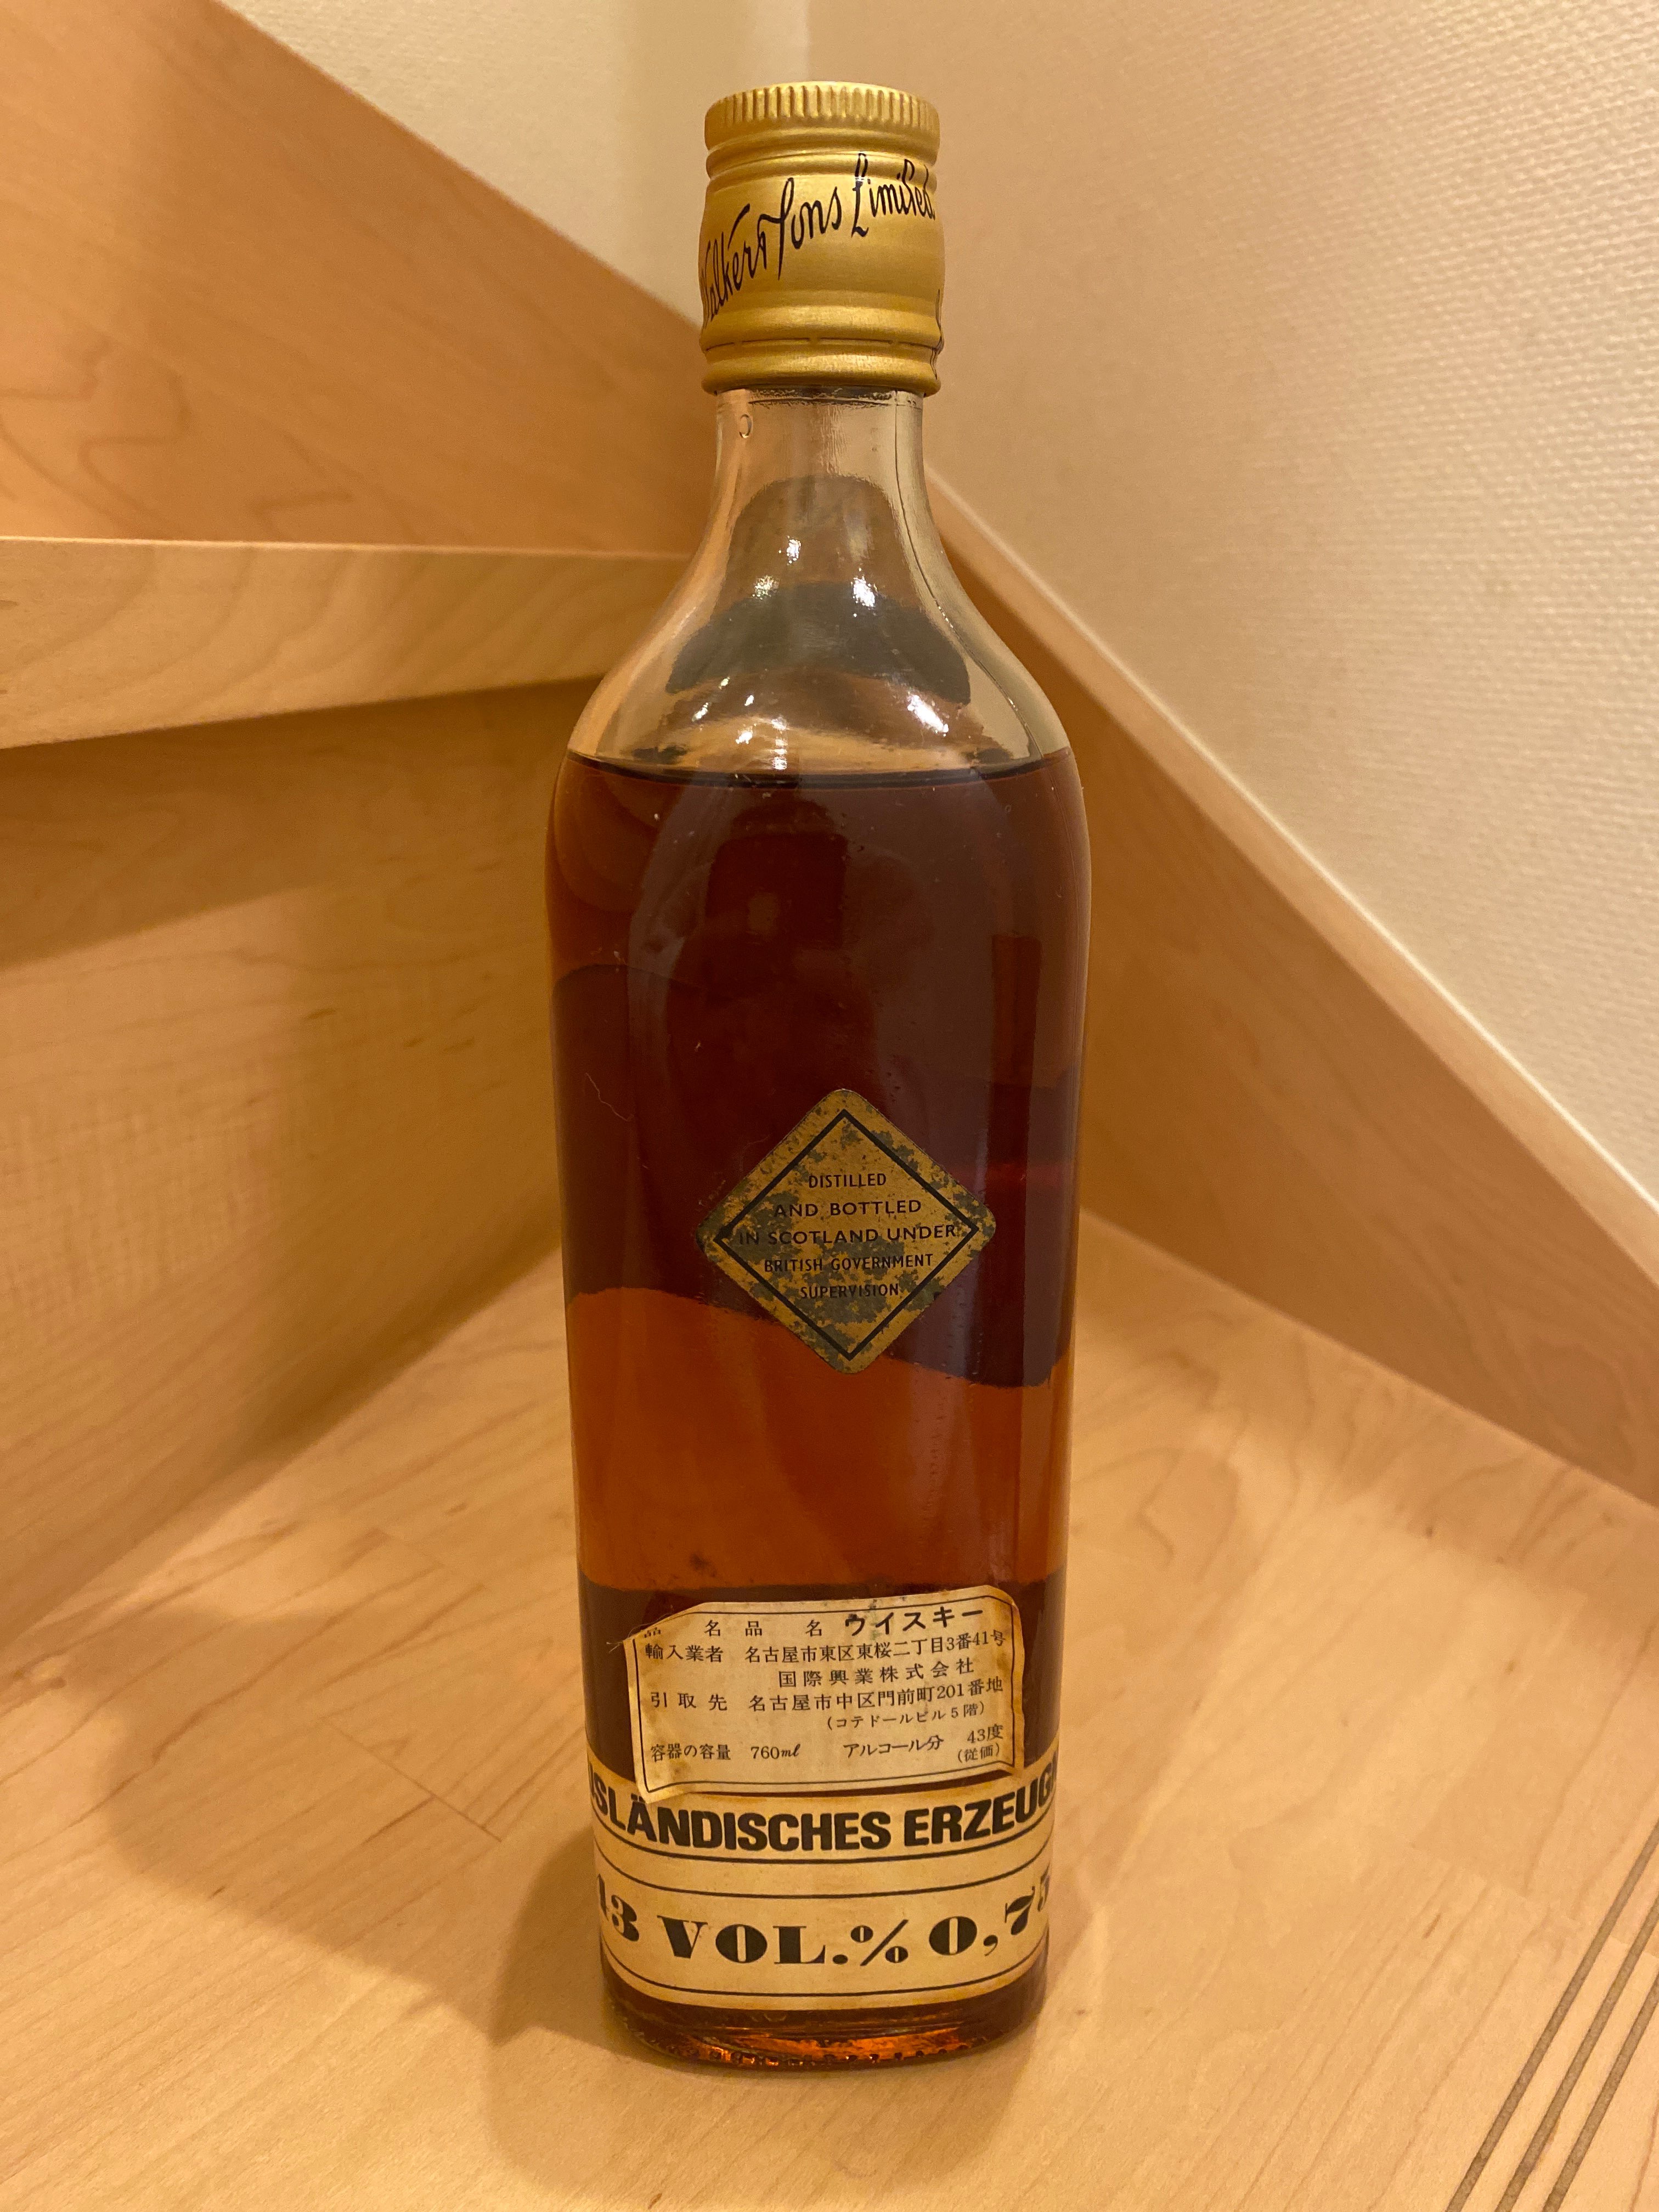 Walker & Sons Limited.
DISTILLED
AND BOTTLED
IN SCOTLAND UNDER
BRITISH GOVERNMENT
SUPERVISION
品名 品名 ウイスキー
輸入業者 名古屋市東区東桜二丁目3番41号
国際興業株式会社
引取先 名古屋市中区門前町201番地
(コテドールビル5階)
容器の容量 760ml アルコール分 43度
(従価)
USLÄNDISCHES ERZEUG
43 VOL.% 0,75